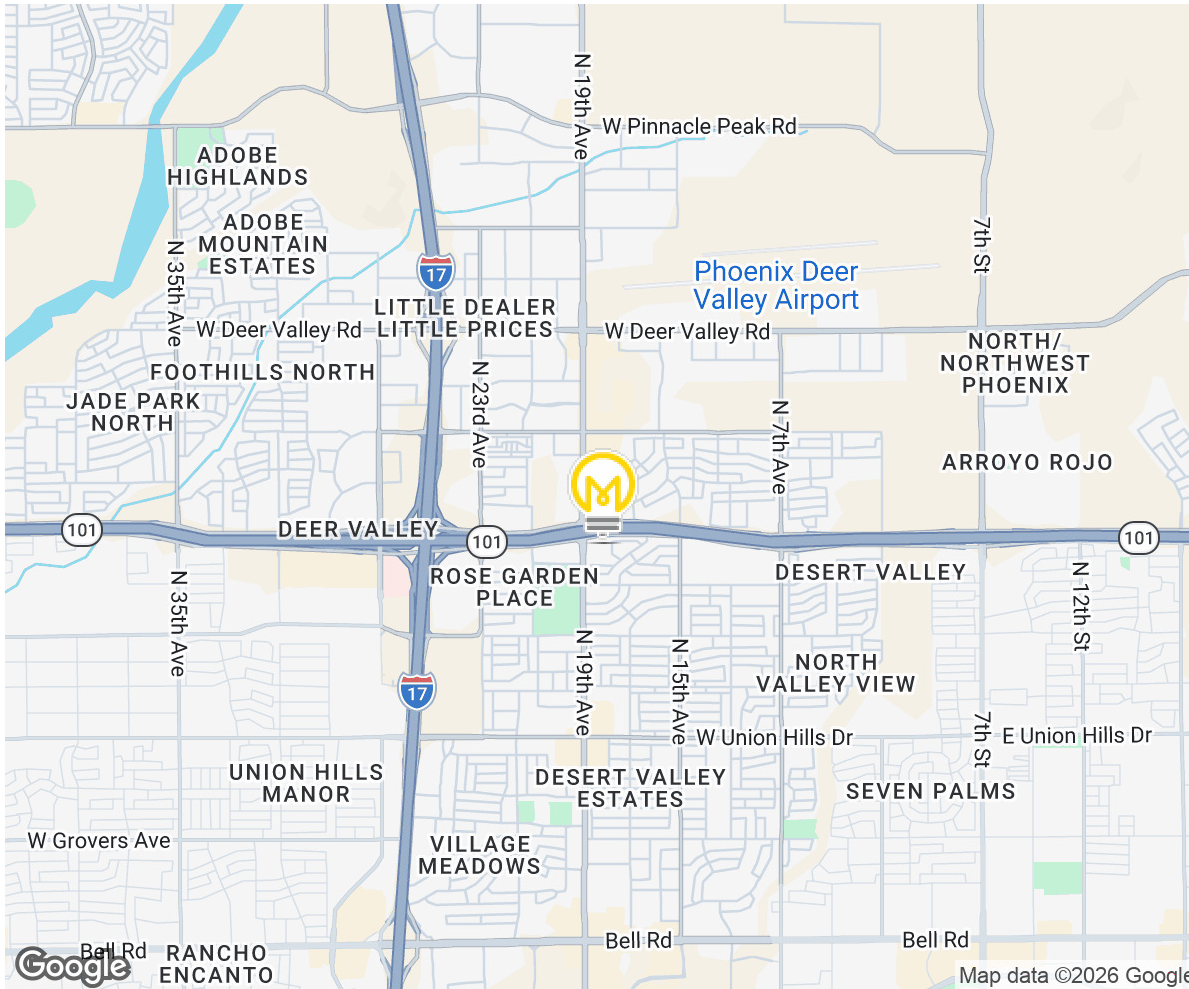 N 19th Ave
W Pinnacle Peak Rd
ADOBE
HIGHLANDS
ADOBE
MOUNTAIN
ESTATES
N 35th Ave
7th St
17
Phoenix Deer
Valley Airport
LITTLE DEALER
LITTLE PRICES
W Deer Valley Rd
W Deer Valley Rd
NORTH/
NORTHWEST
PHOENIX
FOOTHILLS NORTH
JADE PARK
NORTH
N 23rd Ave
N 7th Ave
ARROYO ROJO
M
101
DEER VALLEY
101
101
ROSE GARDEN
PLACE
DESERT VALLEY
N 35th Ave
N 12th St
N 19th Ave
N 15th Ave
NORTH
VALLEY VIEW
17
7th St
W Union Hills Dr
E Union Hills Dr
UNION HILLS
MANOR
DESERT VALLEY
ESTATES
SEVEN PALMS
W Grovers Ave
VILLAGE
MEADOWS
Bell Rd
Bell Rd
Bell Rd
RANCHO
ENCANTO
Google
Map data ©2026 Google